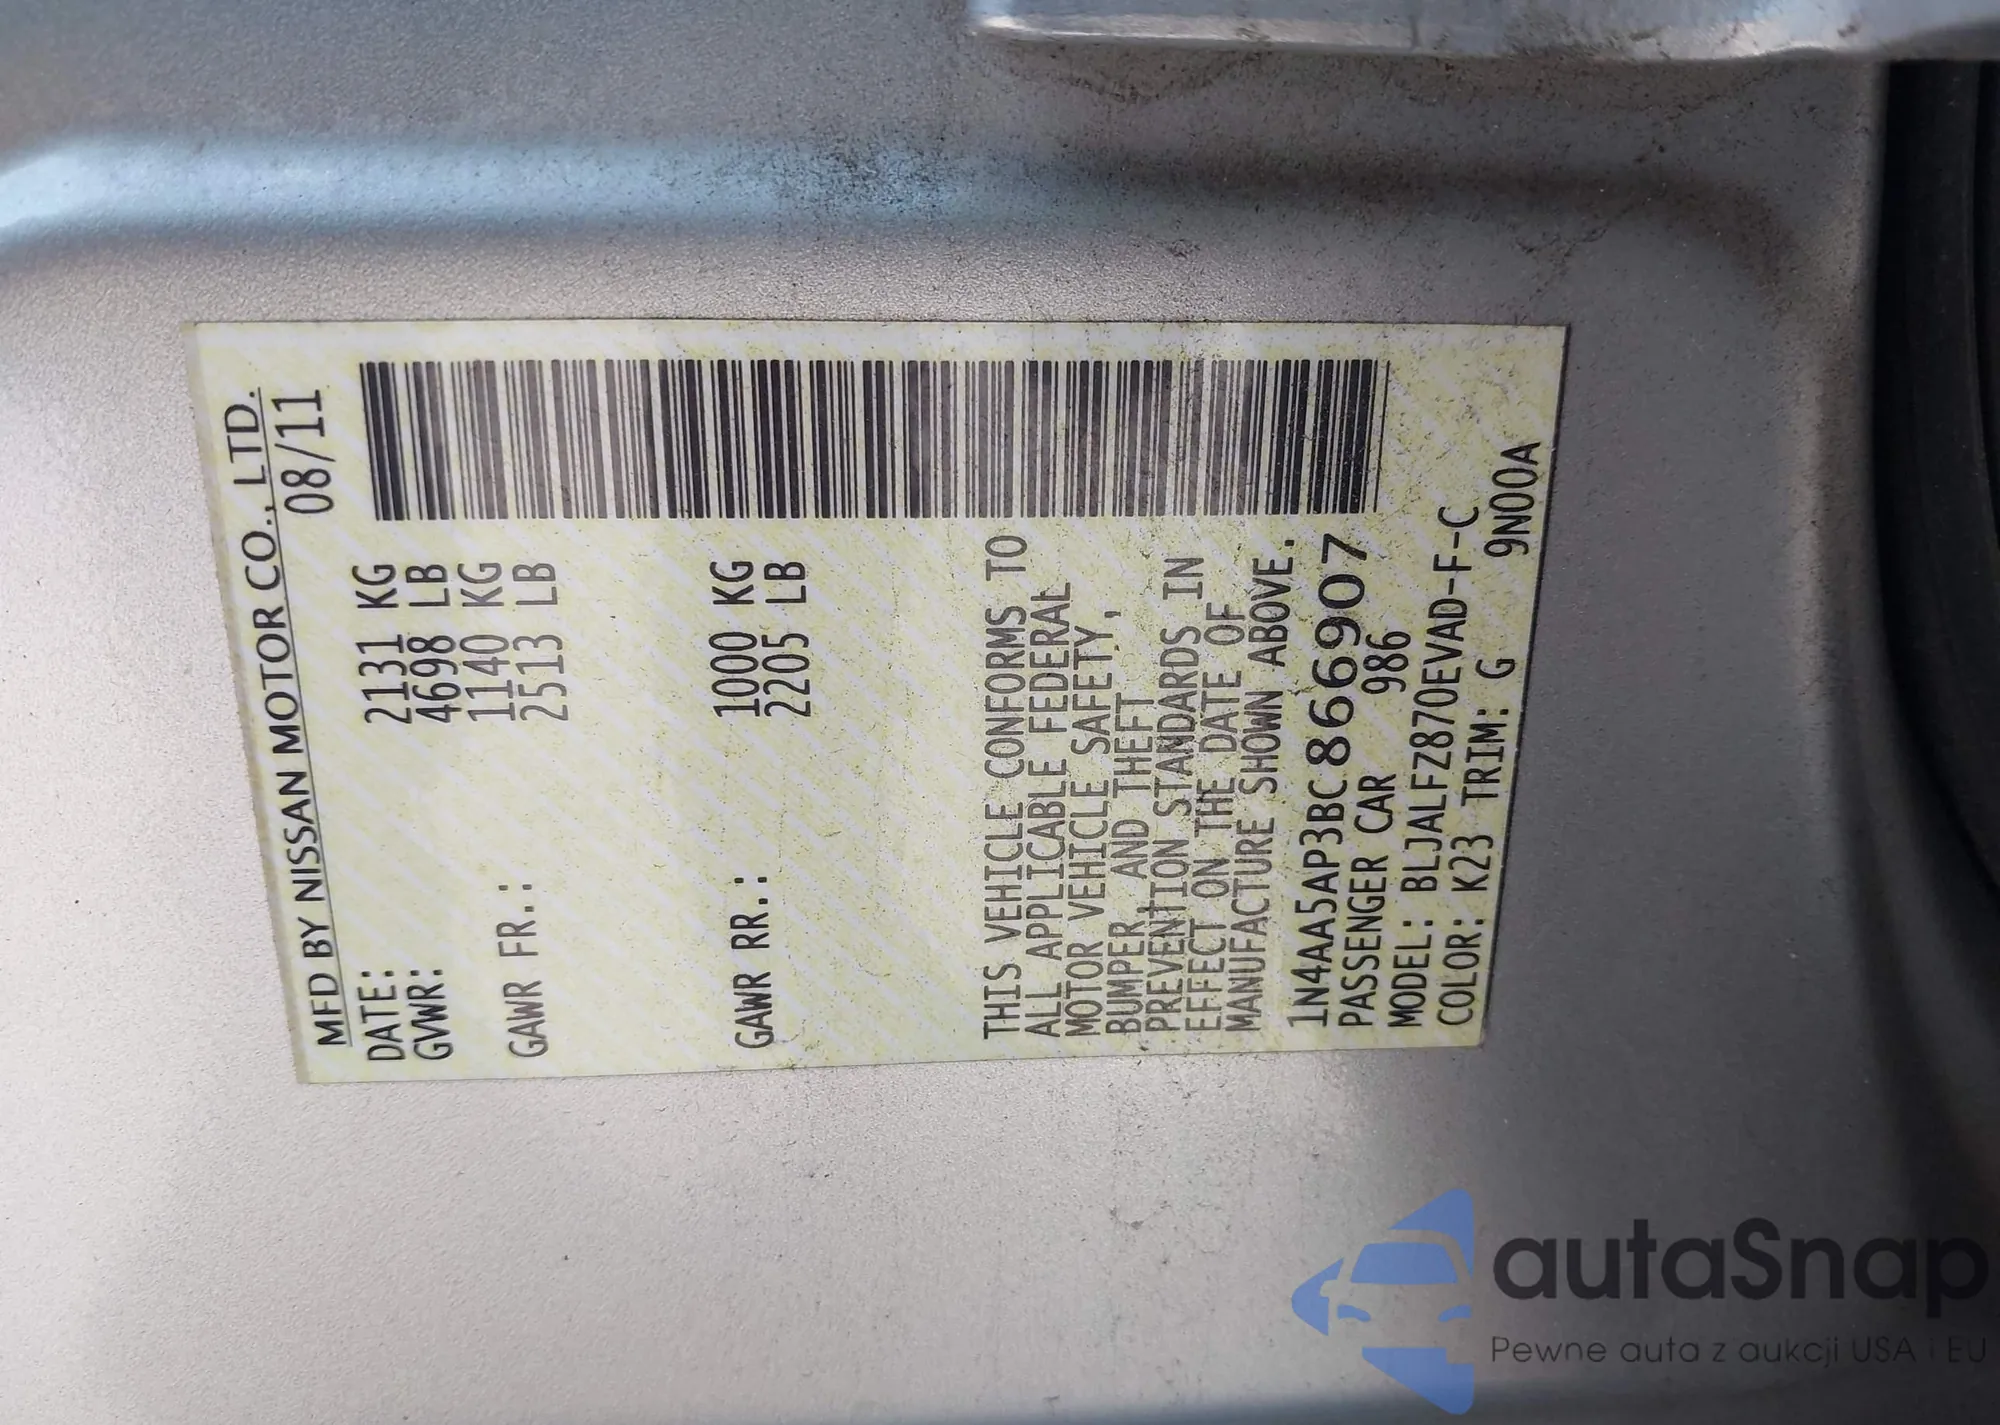 MFD BY NISSAN MOTOR CO., LTD.
DATE: 08/11
GVWR: 2131 KG
4698 LB
GAWR FR.: 1140 KG
2513 LB
GAWR RR.: 1000 KG
2205 LB
THIS VEHICLE CONFORMS TO
ALL APPLICABLE FEDERAL
MOTOR VEHICLE SAFETY,
BUMPER, AND THEFT
PREVENTION STANDARDS IN
EFFECT ON THE DATE OF
MANUFACTURE SHOWN ABOVE.
1N4AA5AP3BC866907
PASSENGER CAR 986
MODEL: BLJALFZ870EVAD-F-C
COLOR: K23 TRIM: G 9N00A
autaSnap
Pewne auta z aukcji USA i EU